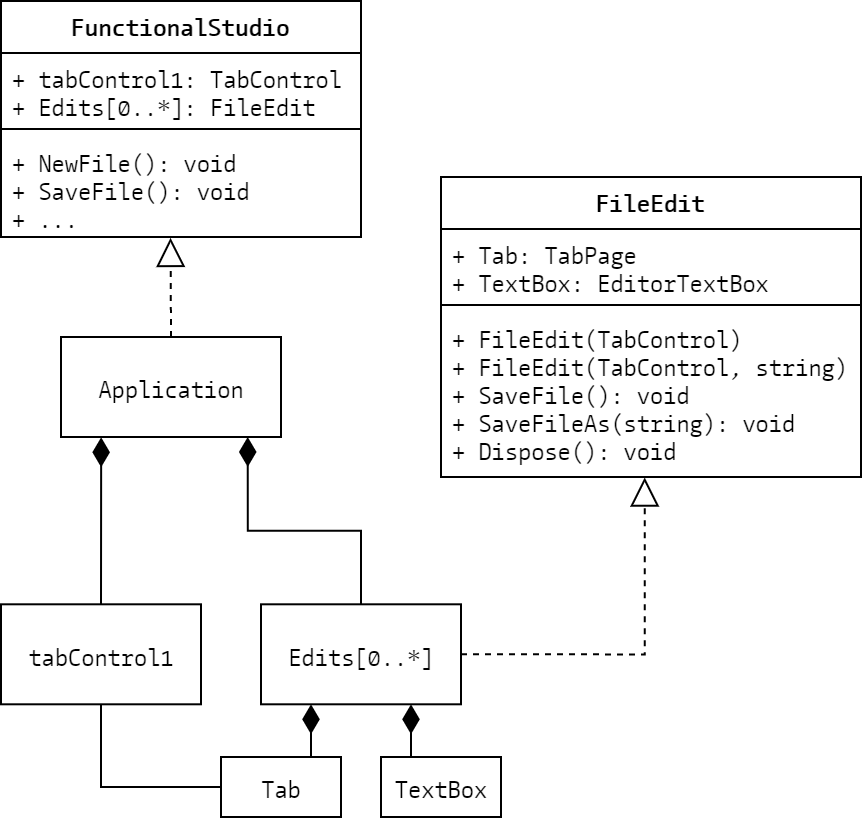 FunctionalStudio
+ tabControl1: TabControl
+ Edits[0..*]: FileEdit
+ NewFile(): void
+ SaveFile(): void
+ ...
FileEdit
+ Tab: TabPage
+ TextBox: EditorTextBox
+ FileEdit(TabControl)
+ FileEdit(TabControl, string)
+ SaveFile(): void
+ SaveFileAs(string): void
+ Dispose(): void
Application
tabControl1
Edits[0..*]
Tab
TextBox